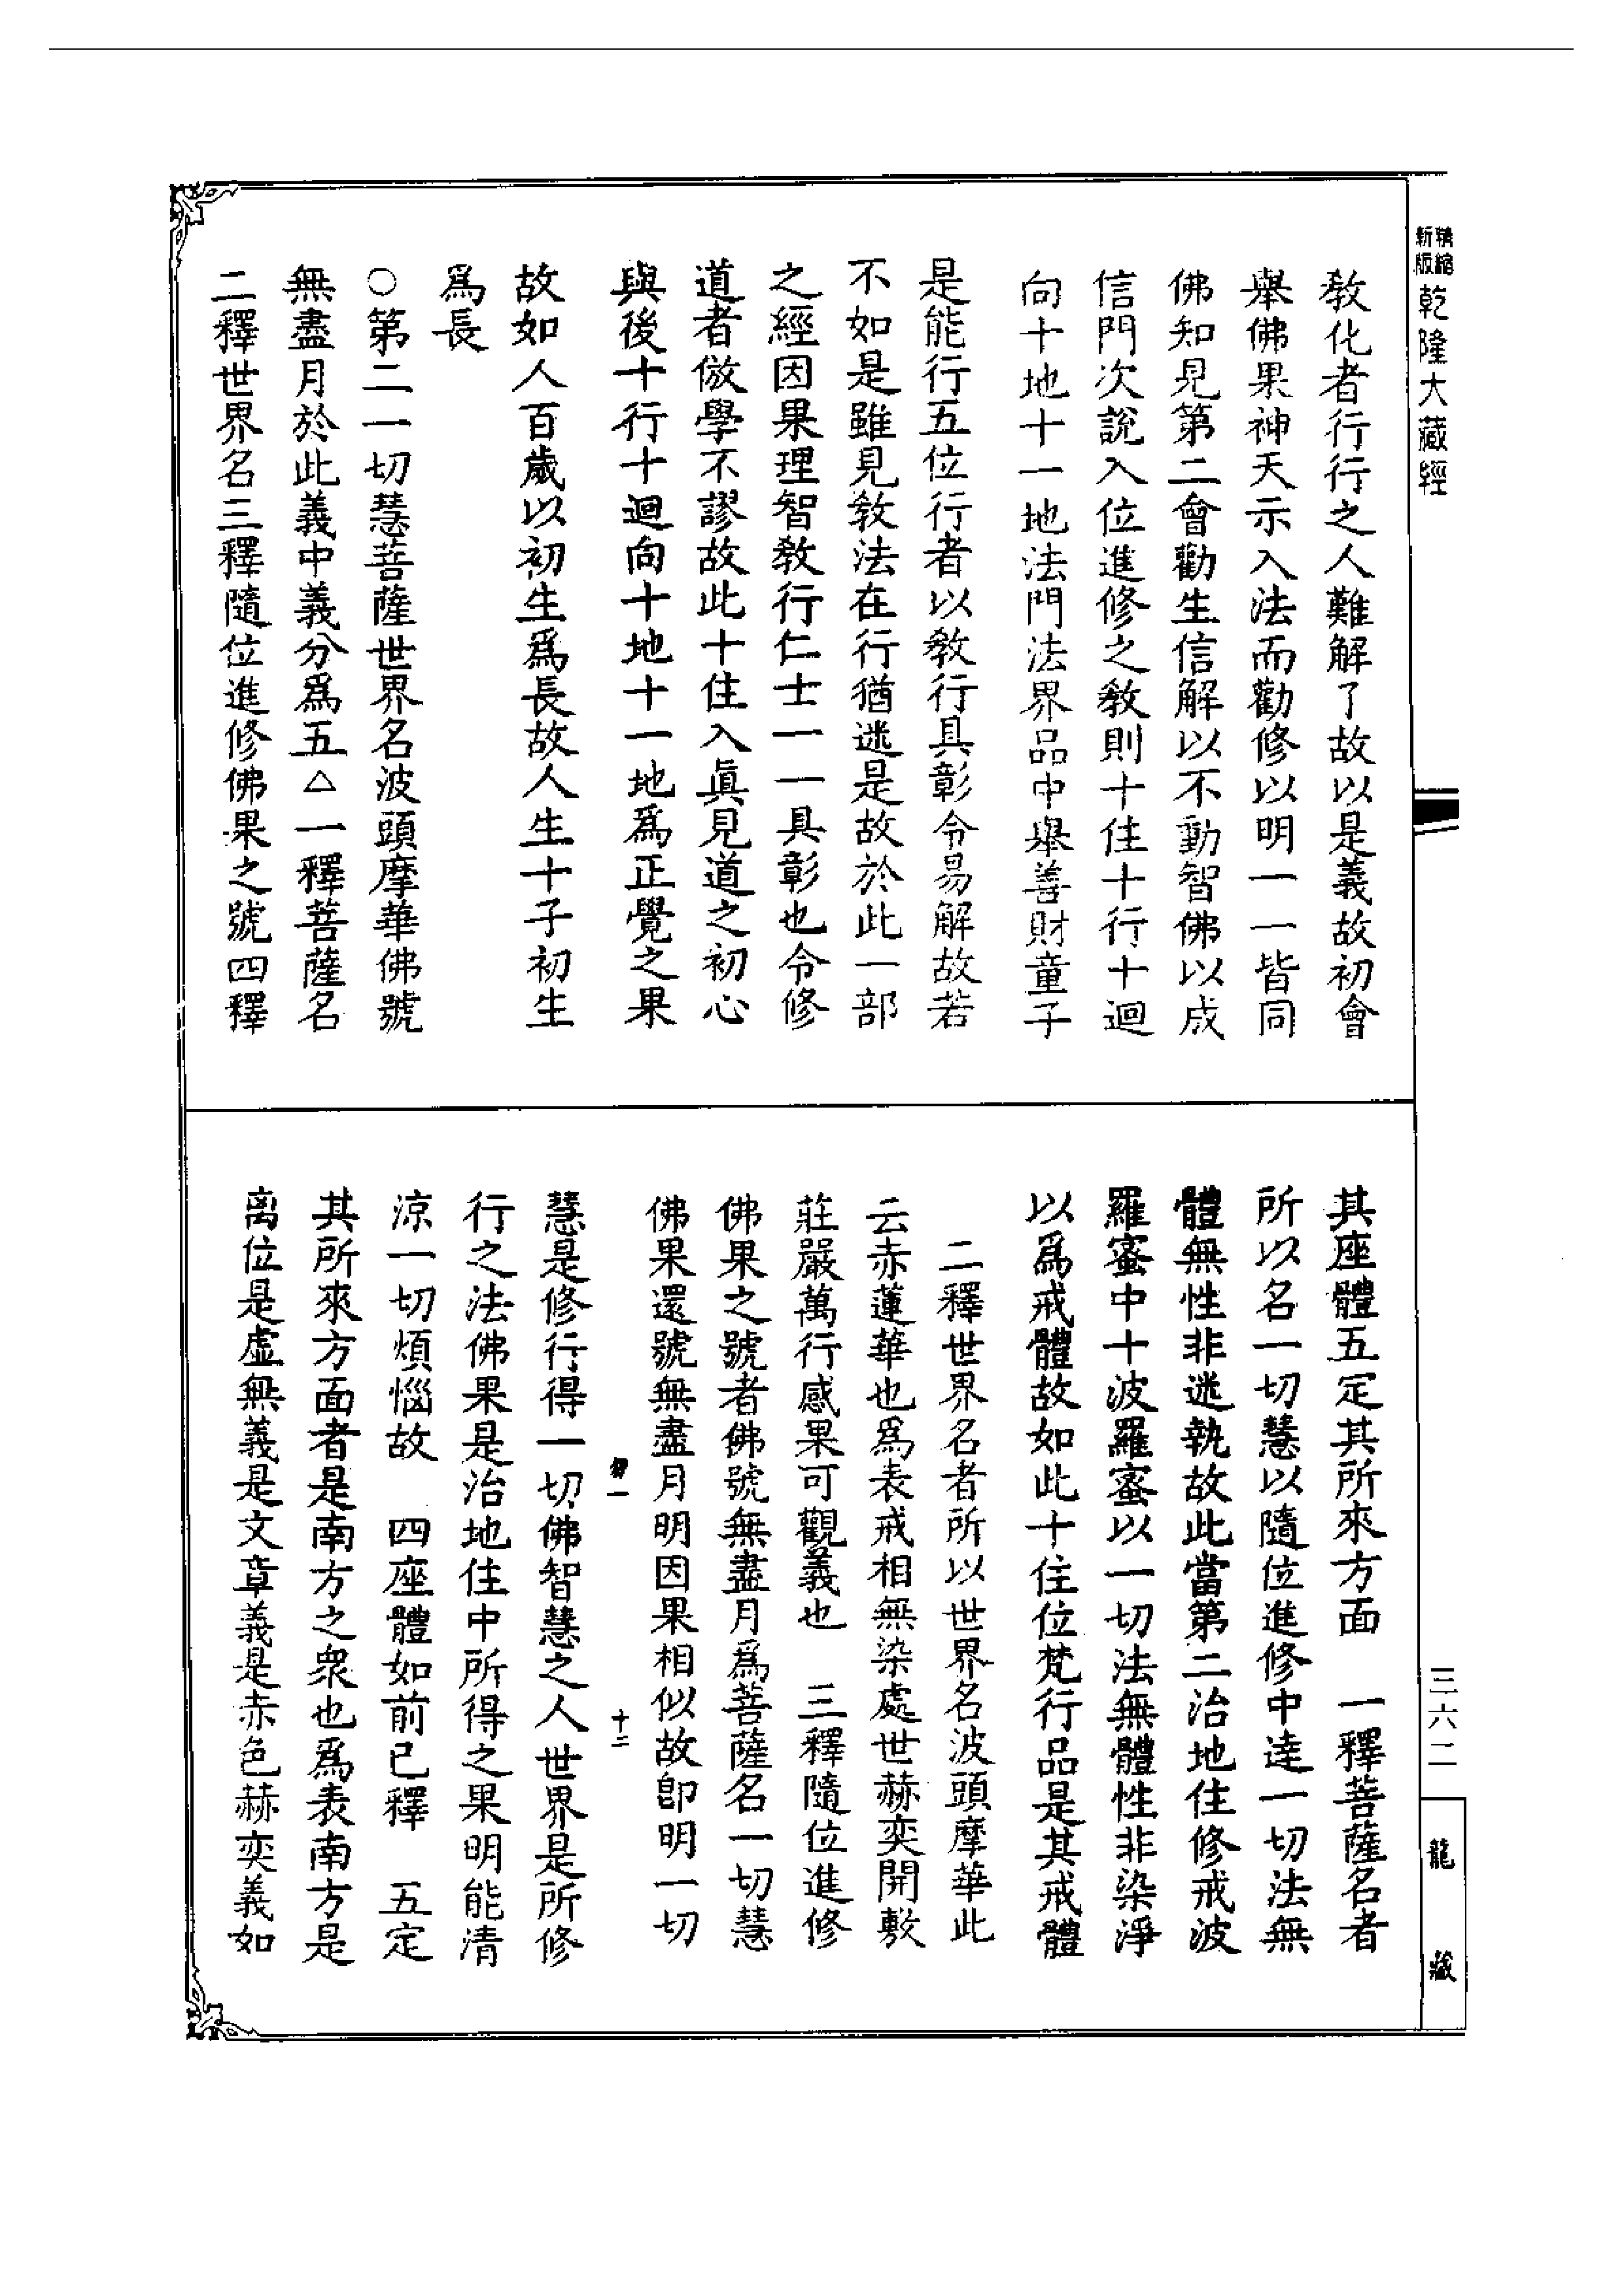 精縮
新版
乾隆大藏經
教化者行行之人難解了故以是義故初會
舉佛果神天示入法而勸修以明一一皆同
佛知見第二會勸生信解以不動智佛以成
信門次說入位進修之教則十住十行十迴
向十地十一地法門法界品中舉善財童子
是能行五位行者以教行具彰令易解故若
不如是雖見教法在行猶迷是故於此一部
之經因果理智教行仁士一一具彰也令修
道者倣學不謬故此十住入真見道之初心
與後十行十迴向十地十一地爲正覺之果
故如人百歲以初生爲長故人生十子初生
爲長
○第二一切慧菩薩世界名波頭摩華佛號
無盡月於此義中義分爲五△一釋菩薩名
二釋世界名三釋隨位進修佛果之號四釋
其座體五定其所來方面　一釋菩薩名者
所以名一切慧以隨位進修中達一切法無
體無性非迷執故此當第二治地住修戒波
羅蜜中十波羅蜜以一切法無體性非染淨
以爲戒體故如此十住位梵行品是其戒體
二釋世界名者所以世界名波頭摩華此
云赤蓮華也爲表戒相無染處世赫奕開敷
莊嚴萬行感果可觀義也　三釋隨位進修
佛果之號者佛號無盡月爲菩薩名一切慧
佛果還號無盡月明因果相似故即明一切
十二
慧是修行得一切佛智慧之人世界是所修
行之法佛果是治地住中所得之果明能清
涼一切煩惱故　四座體如前已釋　五定
其所來方面者是南方之衆也爲表南方是
离位是虛無義是文章義是赤色赫奕義如
三六二
龍藏